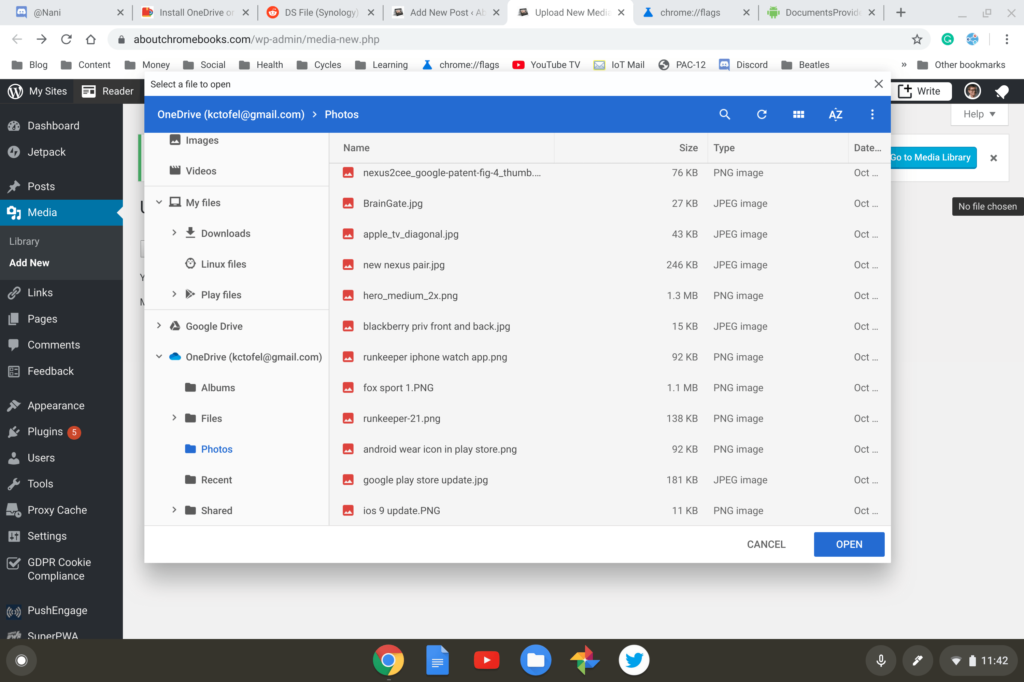 @Nani
Install OneDrive or
DS File (Synology)
Add New Post ‹ Ab
Upload New Media
chrome://flags
DocumentsProvide
aboutchromebooks.com/wp-admin/media-new.php
Blog
Content
Money
Social
Health
Cycles
Learning
chrome://flags
YouTube TV
IoT Mail
PAC-12
Discord
Beatles
»
Other bookmarks
My Sites
Reader
Write
Help
Select a file to open
OneDrive (kctofel@gmail.com) > Photos
AZ
Dashboard
Jetpack
Posts
Media
Library
Add New
Links
Pages
Comments
Feedback
Appearance
Plugins 5
Users
Tools
Proxy Cache
Settings
GDPR Cookie
Compliance
PushEngage
SuperPWA
Images
Videos
My files
Downloads
Linux files
Play files
Google Drive
OneDrive (kctofel@gmail.com)
Albums
Files
Photos
Recent
Shared
Name Size Type Date...
nexus2cee_google-patent-fig-4_thumb.... 76 KB PNG image Oct ...
BrainGate.jpg 27 KB JPEG image Oct ...
apple_tv_diagonal.jpg 43 KB JPEG image Oct ...
new nexus pair.jpg 246 KB JPEG image Oct ...
hero_medium_2x.png 1.3 MB PNG image Oct ...
blackberry priv front and back.jpg 15 KB JPEG image Oct ...
runkeeper iphone watch app.png 92 KB PNG image Oct ...
fox sport 1.PNG 1.1 MB PNG image Oct ...
runkeeper-21.png 138 KB PNG image Oct ...
android wear icon in play store.png 92 KB PNG image Oct ...
google play store update.jpg 181 KB JPEG image Oct ...
ios 9 update.PNG 11 KB PNG image Oct ...
CANCEL
OPEN
Go to Media Library
No file chosen
11:42